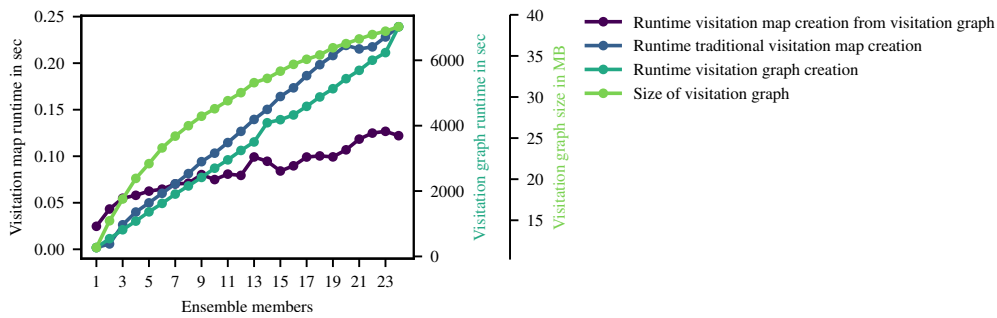 Visitation map runtime in sec
0.25
0.20
0.15
0.10
0.05
0.00
1 3 5 7 9 11 13 15 17 19 21 23
Ensemble members
6000
4000
2000
0
Visitation graph runtime in sec
40
35
30
25
20
15
Visitation graph size in MB
Runtime visitation map creation from visitation graph
Runtime traditional visitation map creation
Runtime visitation graph creation
Size of visitation graph